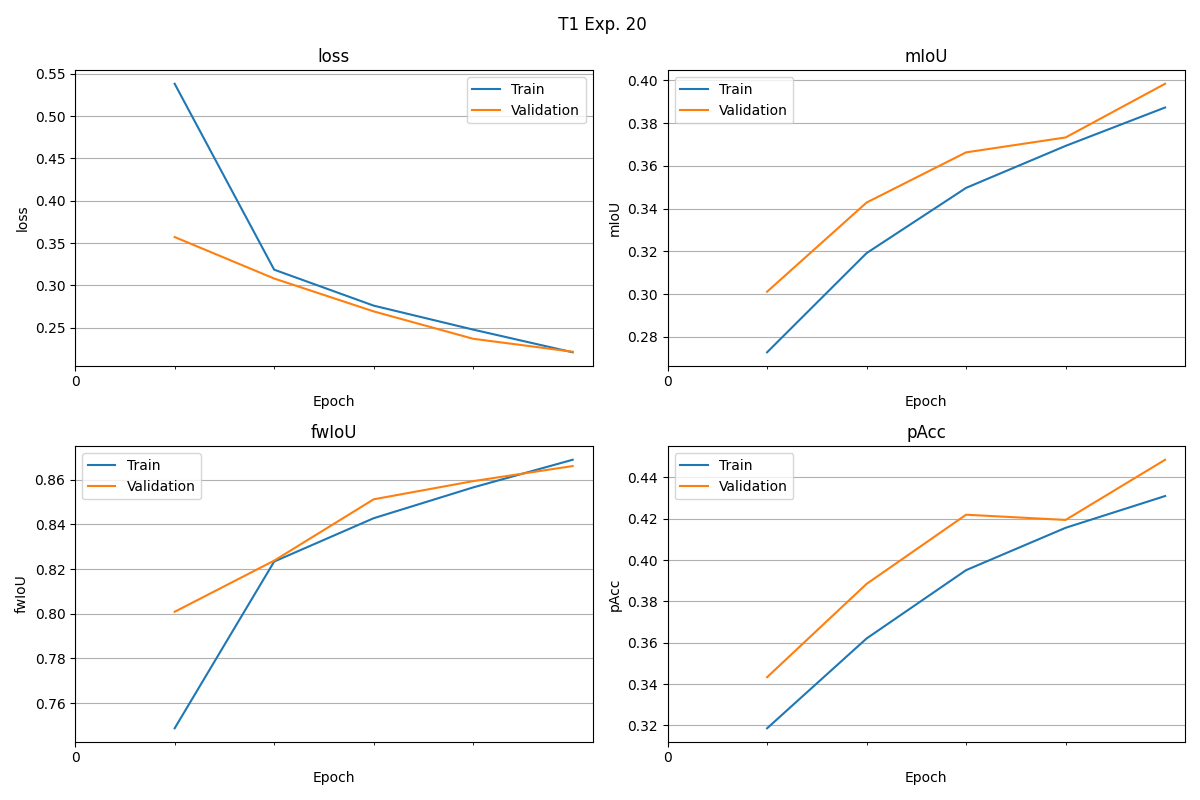 T1 Exp. 20
loss
0.55
0.50
0.45
0.40
0.35
0.30
0.25
loss
Train
Validation
0
Epoch
mIoU
0.40
0.38
0.36
0.34
0.32
0.30
0.28
mIoU
Train
Validation
0
Epoch
fwIoU
0.86
0.84
0.82
0.80
0.78
0.76
fwIoU
Train
Validation
0
Epoch
pAcc
0.44
0.42
0.40
0.38
0.36
0.34
0.32
pAcc
Train
Validation
0
Epoch